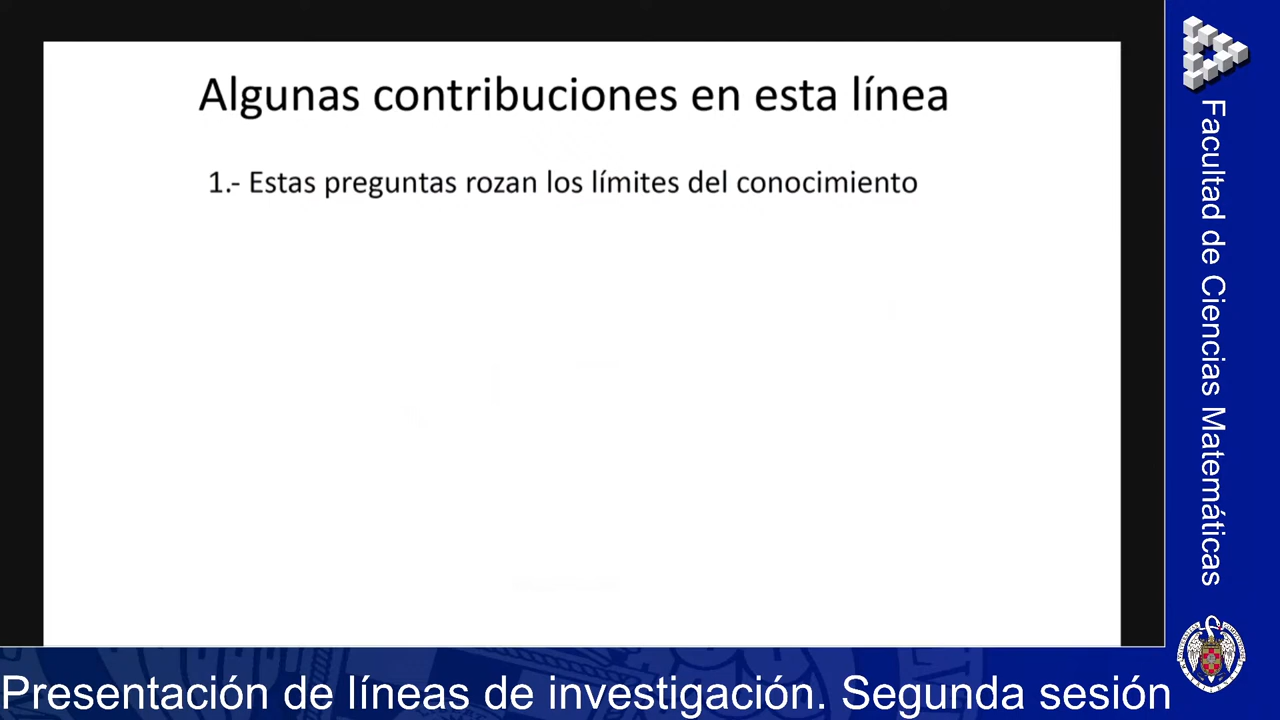 Algunas contribuciones en esta línea
1.- Estas preguntas rozan los límites del conocimiento
Facultad de Ciencias Matemáticas
Presentación de líneas de investigación. Segunda sesión